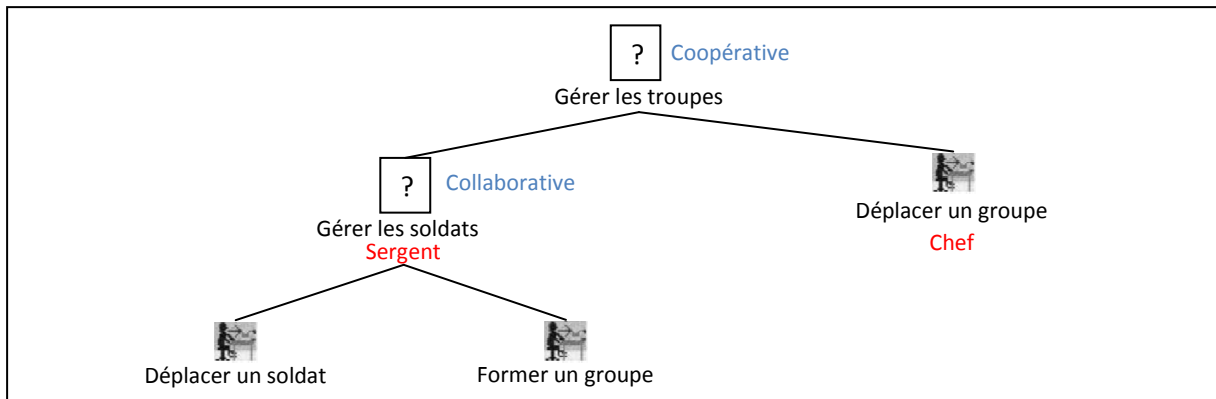 ? Coopérative
Gérer les troupes
? Collaborative
Gérer les soldats
Sergent
Déplacer un groupe
Chef
Déplacer un soldat
Former un groupe